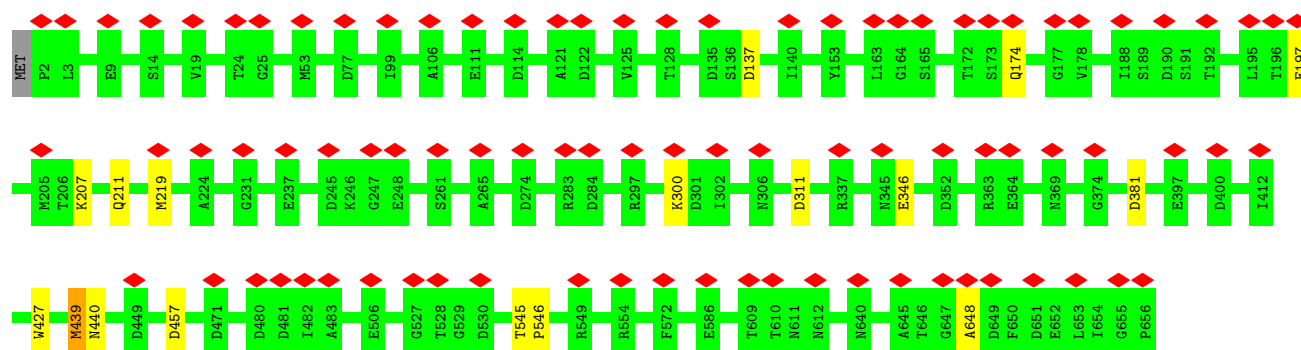 MET P2 L3 E9 S14 V19 T24 G25 M53 D77 I99 A106 E111 D114 A121 D122 V125 T128 D135 S136 D137 I140 Y153 L163 G164 S165 T172 S173 Q174 G177 V178 I188 S189 D190 S191 T192 L195 T196 E197
M205 T206 K207 Q211 M219 A224 G231 E237 D245 K246 G247 E248 S261 A265 D274 R283 D284 R297 K300 D301 I302 N306 D311 R337 N345 E346 D352 R363 E364 N369 G374 D381 E397 D400 I412
W427 M439 N440 D449 D457 D471 D480 D481 I482 A483 E506 G527 T528 G529 D530 T545 P546 R549 R554 F572 E586 T609 T610 N611 N612 N640 A645 T646 G647 A648 D649 F650 D651 E652 L653 I654 G655 P656